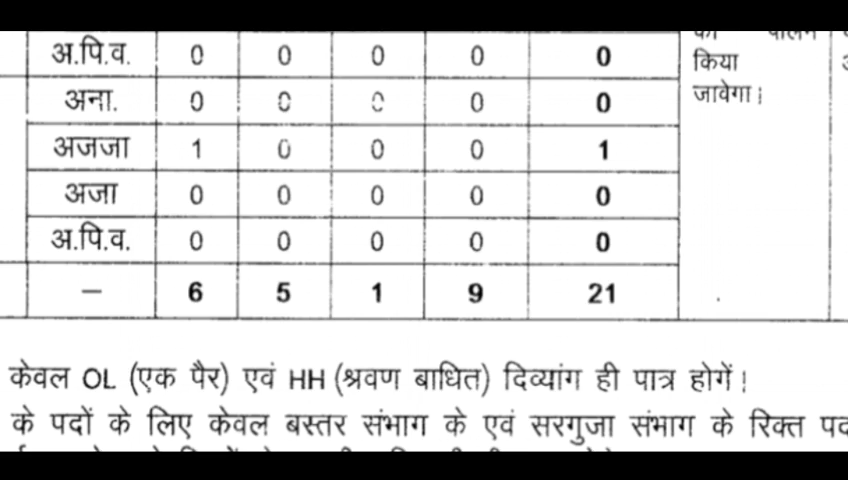 अ.पि.व. 0 0 0 0 0 किया
अना. 0 0 0 0 0 जावेगा।
अजजा 1 0 0 0 1
अजा 0 0 0 0 0
अ.पि.व. 0 0 0 0 0
– 6 5 1 9 21
केवल OL (एक पैर) एवं HH (श्रवण बाधित) दिव्यांग ही पात्र होगें।
के पदों के लिए केवल बस्तर संभाग के एवं सरगुजा संभाग के रिक्त